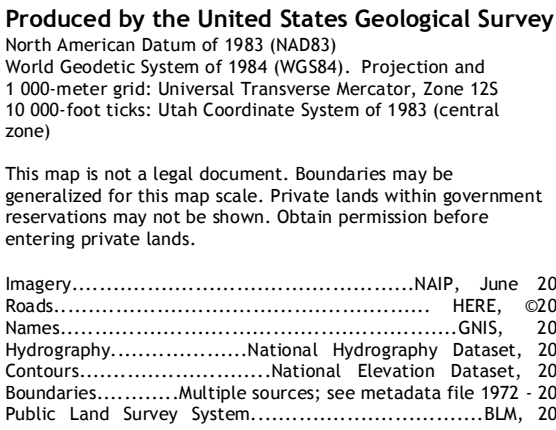 Produced by the United States Geological Survey
North American Datum of 1983 (NAD83)
World Geodetic System of 1984 (WGS84). Projection and
1 000-meter grid: Universal Transverse Mercator, Zone 12S
10 000-foot ticks: Utah Coordinate System of 1983 (central
zone)
This map is not a legal document. Boundaries may be
generalized for this map scale. Private lands within government
reservations may not be shown. Obtain permission before
entering private lands.
Imagery..................................................NAIP, June 20
Roads...................................................... HERE, ©20
Names..........................................................GNIS, 20
Hydrography....................National Hydrography Dataset, 20
Contours............................National Elevation Dataset, 20
Boundaries............Multiple sources; see metadata file 1972 - 20
Public Land Survey System..................................BLM, 20